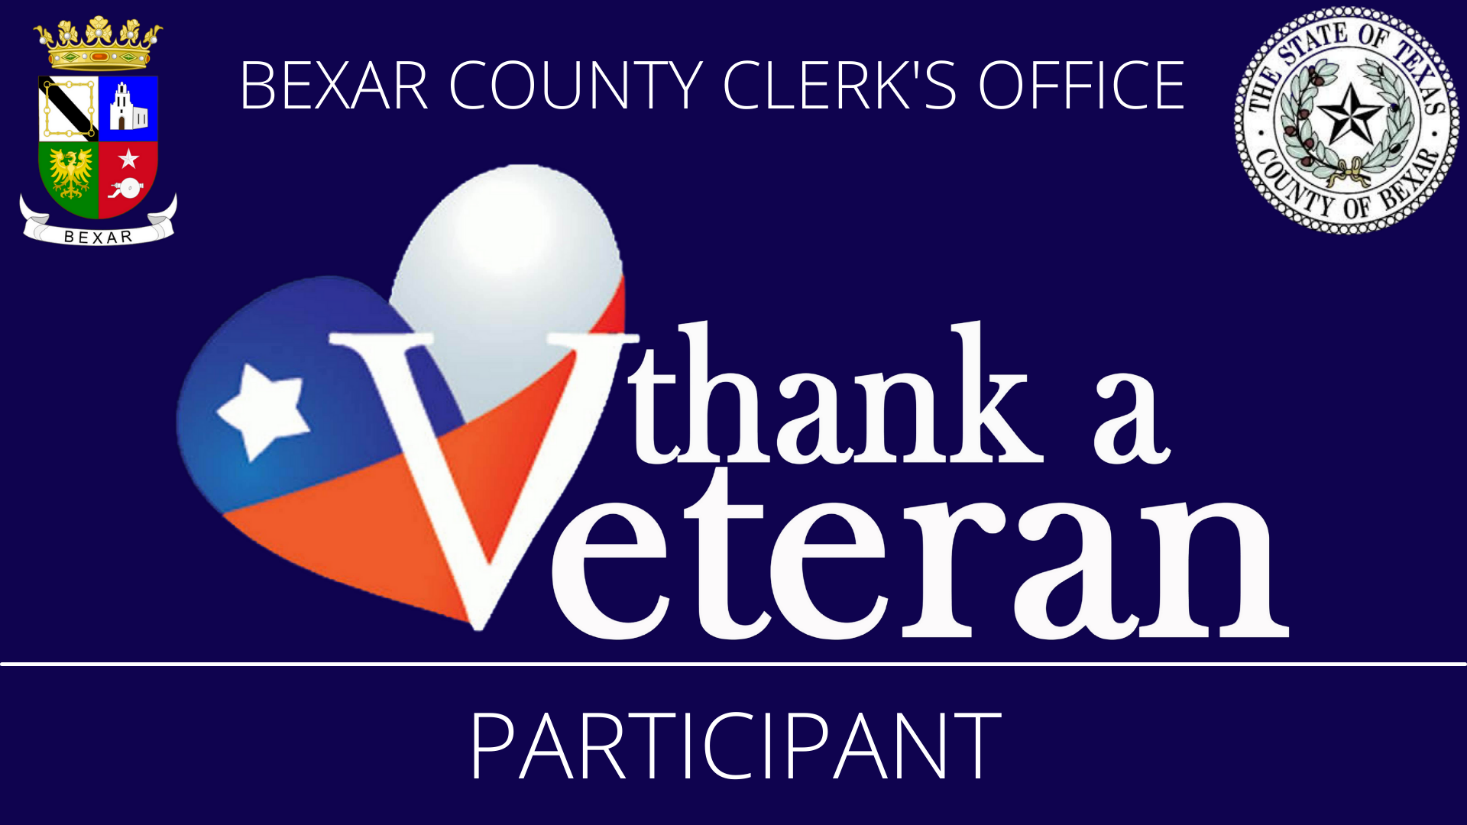 BEXAR COUNTY CLERK'S OFFICE
BEXAR
THE STATE OF TEXAS
COUNTY OF BEXAR
thank a
Veteran
PARTICIPANT